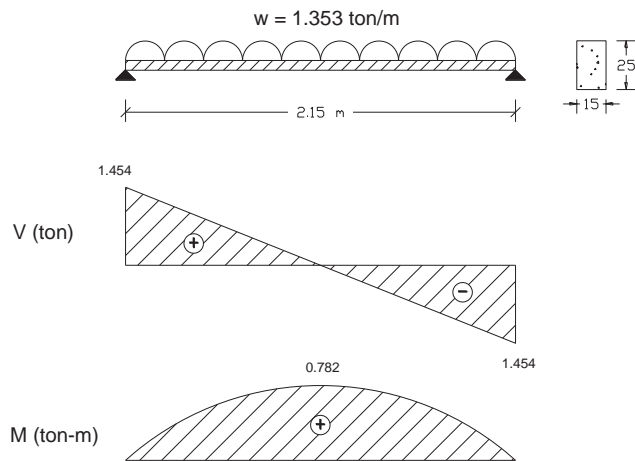 w = 1.353 ton/m
25
2.15 m
15
1.454
V (ton)
+
−
0.782
1.454
M (ton-m)
+